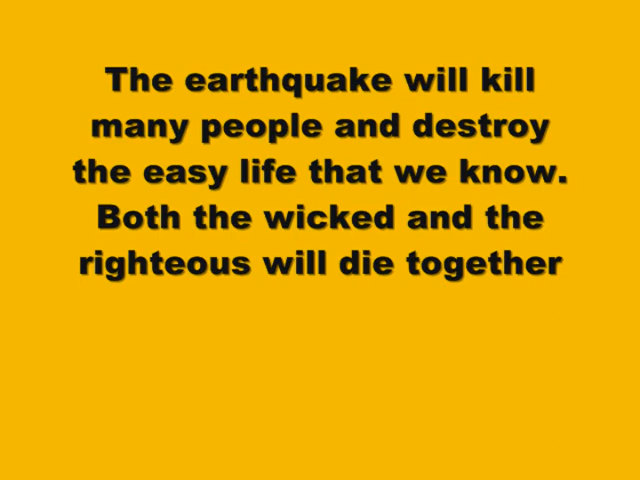 The earthquake will kill
many people and destroy
the easy life that we know.
Both the wicked and the
righteous will die together